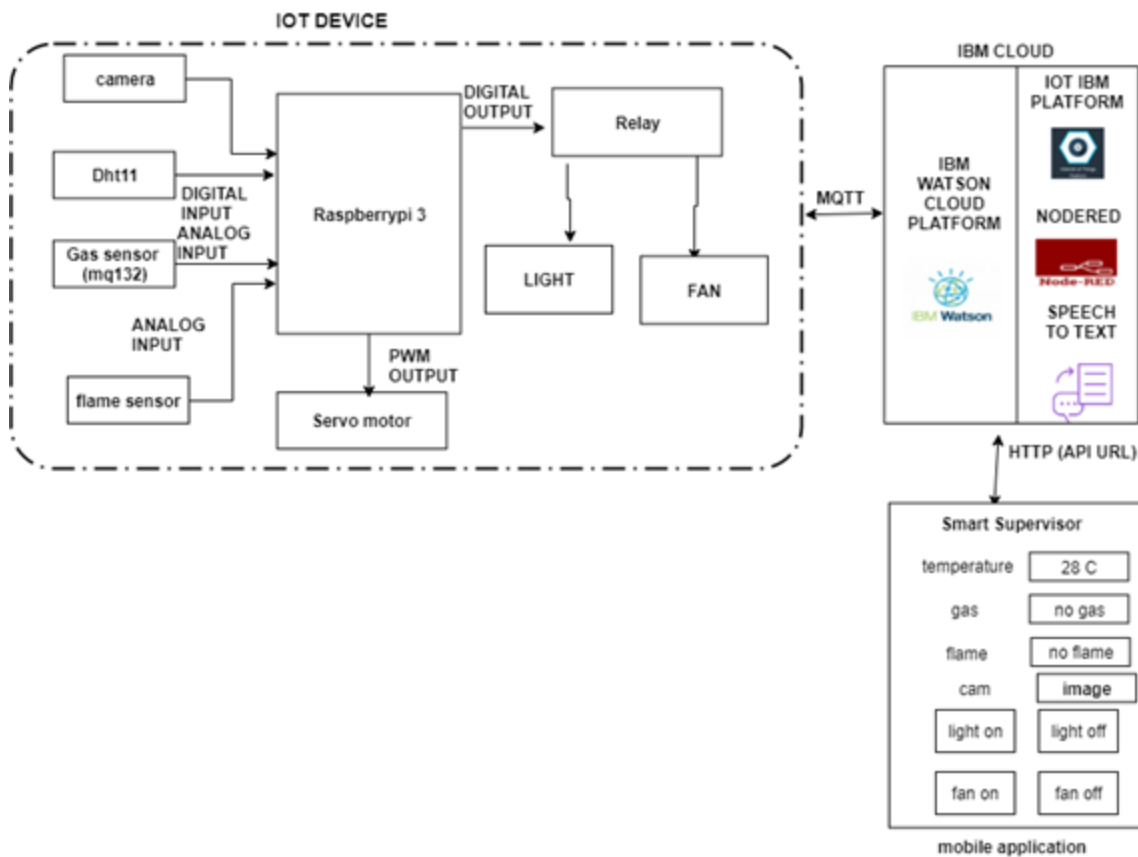 IOT DEVICE
camera
Dht11
DIGITAL
INPUT
ANALOG
INPUT
Gas sensor
(mq132)
ANALOG
INPUT
flame sensor
Raspberrypi 3
DIGITAL
OUTPUT
Relay
LIGHT
FAN
PWM
OUTPUT
Servo motor
MQTT
IBM CLOUD
IBM
WATSON
CLOUD
PLATFORM
IBM Watson
IOT IBM
PLATFORM
NODERED
Node-RED
SPEECH
TO TEXT
HTTP (API URL)
Smart Supervisor
temperature
28 C
gas
no gas
flame
no flame
cam
image
light on
light off
fan on
fan off
mobile application